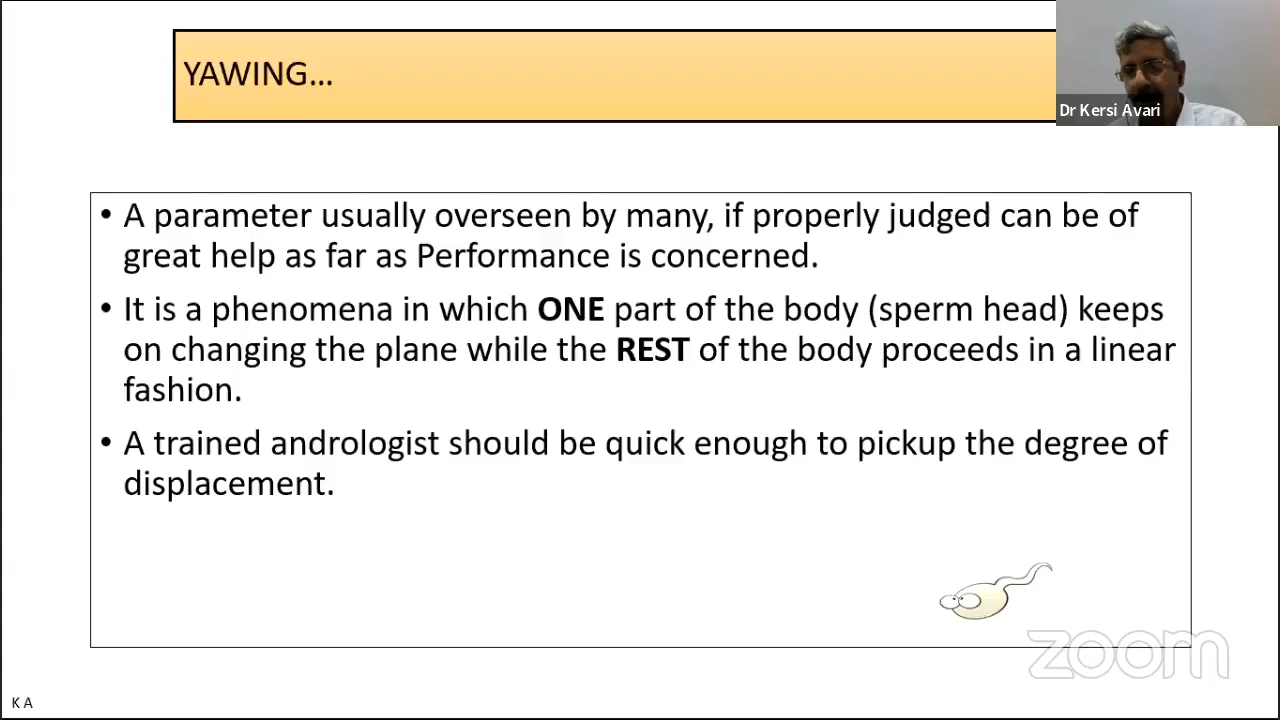 YAWING...
Dr Kersi Avari
• A parameter usually overseen by many, if properly judged can be of
great help as far as Performance is concerned.
• It is a phenomena in which ONE part of the body (sperm head) keeps
on changing the plane while the REST of the body proceeds in a linear
fashion.
• A trained andrologist should be quick enough to pickup the degree of
displacement.
zoom
K A